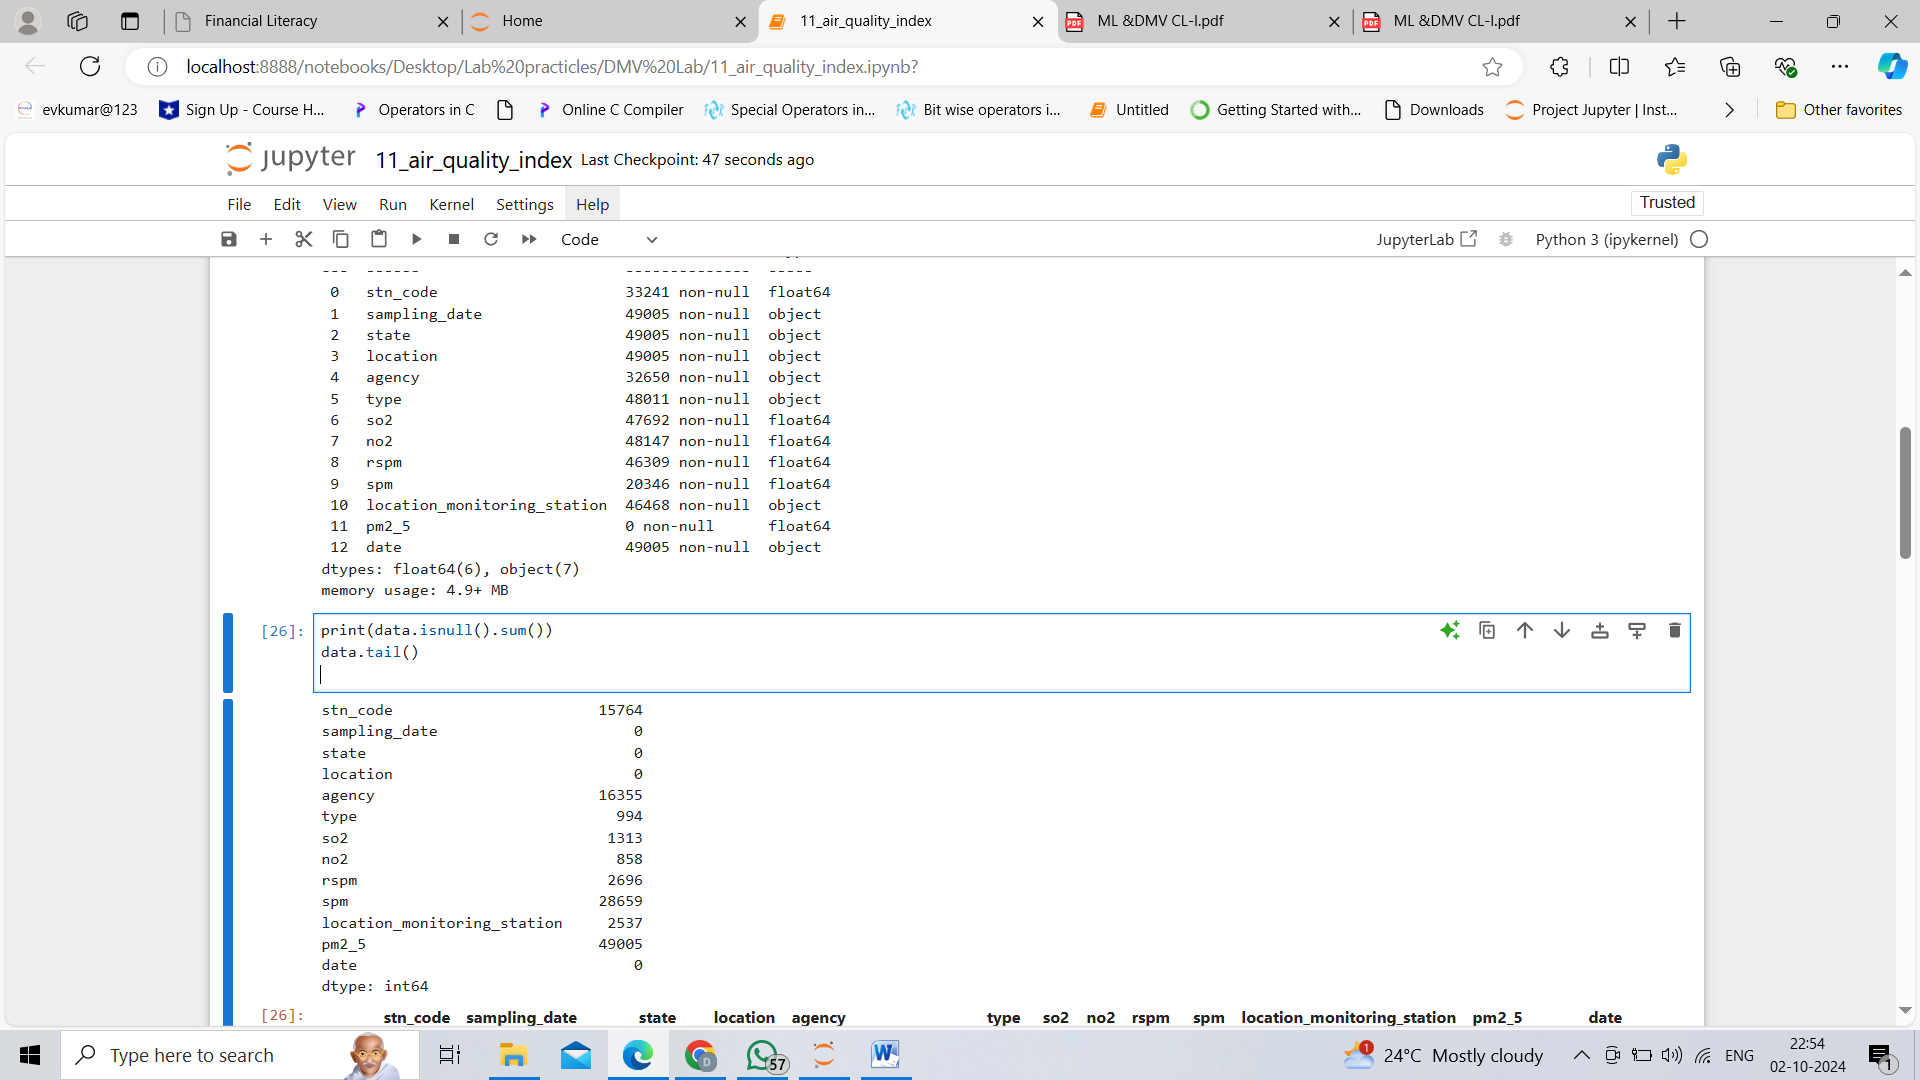 Financial Literacy
Home
11_air_quality_index
ML &DMV CL-I.pdf
ML &DMV CL-I.pdf
localhost:8888/notebooks/Desktop/Lab%20practicles/DMV%20Lab/11_air_quality_index.ipynb?
evkumar@123
Sign Up - Course H...
Operators in C
Online C Compiler
Special Operators in...
Bit wise operators i...
Untitled
Getting Started with...
Downloads
Project Jupyter | Inst...
Other favorites
jupyter 11_air_quality_index Last Checkpoint: 47 seconds ago
File Edit View Run Kernel Settings Help
Trusted
Code
JupyterLab
Python 3 (ipykernel)
--- ------ -------------- -----
0 stn_code 33241 non-null float64
1 sampling_date 49005 non-null object
2 state 49005 non-null object
3 location 49005 non-null object
4 agency 32650 non-null object
5 type 48011 non-null object
6 so2 47692 non-null float64
7 no2 48147 non-null float64
8 rspm 46309 non-null float64
9 spm 20346 non-null float64
10 location_monitoring_station 46468 non-null object
11 pm2_5 0 non-null float64
12 date 49005 non-null object
dtypes: float64(6), object(7)
memory usage: 4.9+ MB
[26]: print(data.isnull().sum())
data.tail()
stn_code 15764
sampling_date 0
state 0
location 0
agency 16355
type 994
so2 1313
no2 858
rspm 2696
spm 28659
location_monitoring_station 2537
pm2_5 49005
date 0
dtype: int64
[26]: stn_code sampling_date state location agency type so2 no2 rspm spm location_monitoring_station pm2_5 date
Type here to search
57
1
24°C Mostly cloudy
ENG
22:54
02-10-2024
1